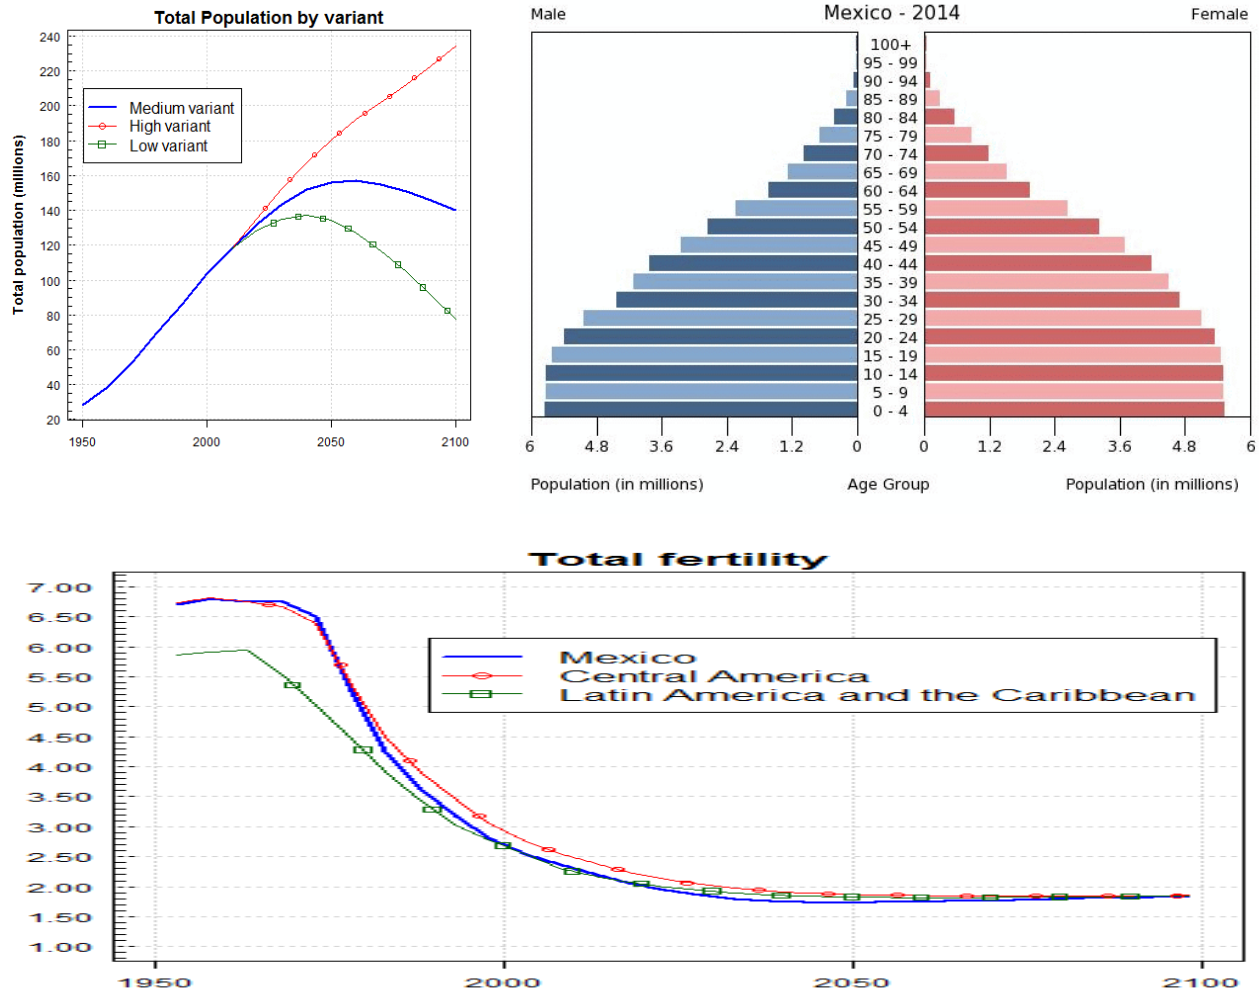 Total Population by variant
Total population (millions)
240
220
200
180
160
140
120
100
80
60
40
20
Medium variant
High variant
Low variant
1950 2000 2050 2100
Male Mexico - 2014 Female
100+
95 - 99
90 - 94
85 - 89
80 - 84
75 - 79
70 - 74
65 - 69
60 - 64
55 - 59
50 - 54
45 - 49
40 - 44
35 - 39
30 - 34
25 - 29
20 - 24
15 - 19
10 - 14
5 - 9
0 - 4
6 4.8 3.6 2.4 1.2 0 0 1.2 2.4 3.6 4.8 6
Population (in millions) Age Group Population (in millions)
Total fertility
7.00
6.50
6.00
5.50
5.00
4.50
4.00
3.50
3.00
2.50
2.00
1.50
1.00
Mexico
Central America
Latin America and the Caribbean
1950 2000 2050 2100